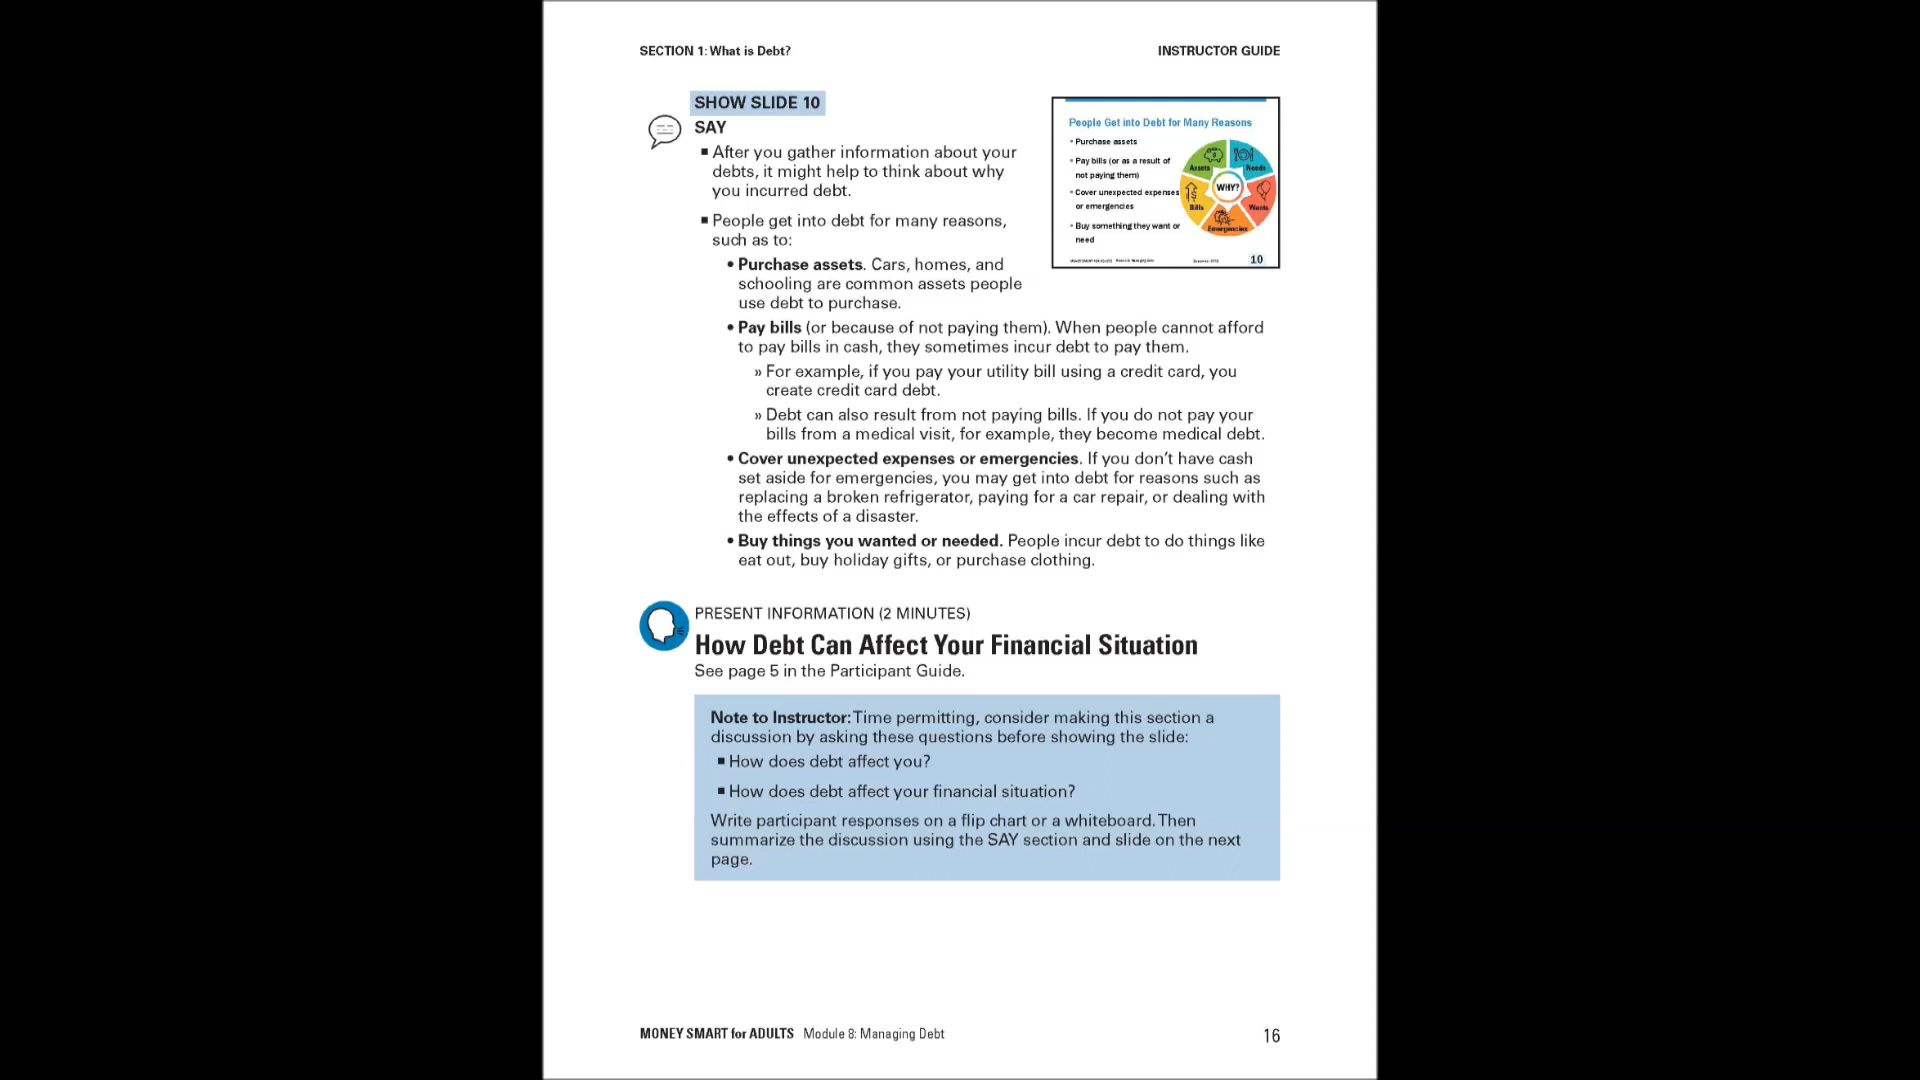 SECTION 1: What is Debt?
INSTRUCTOR GUIDE
SHOW SLIDE 10
SAY
■ After you gather information about your
debts, it might help to think about why
you incurred debt.
■ People get into debt for many reasons,
such as to:
• Purchase assets. Cars, homes, and
schooling are common assets people
use debt to purchase.
People Get into Debt for Many Reasons
• Purchase assets
• Pay bills (or as a result of
not paying them)
• Cover unexpected expenses
or emergencies
• Buy something they want or
need
Assets
Needs
WHY?
Bills
Wants
Emergencies
10
• Pay bills (or because of not paying them). When people cannot afford
to pay bills in cash, they sometimes incur debt to pay them.
» For example, if you pay your utility bill using a credit card, you
create credit card debt.
» Debt can also result from not paying bills. If you do not pay your
bills from a medical visit, for example, they become medical debt.
• Cover unexpected expenses or emergencies. If you don’t have cash
set aside for emergencies, you may get into debt for reasons such as
replacing a broken refrigerator, paying for a car repair, or dealing with
the effects of a disaster.
• Buy things you wanted or needed. People incur debt to do things like
eat out, buy holiday gifts, or purchase clothing.
PRESENT INFORMATION (2 MINUTES)
How Debt Can Affect Your Financial Situation
See page 5 in the Participant Guide.
Note to Instructor: Time permitting, consider making this section a
discussion by asking these questions before showing the slide:
■ How does debt affect you?
■ How does debt affect your financial situation?
Write participant responses on a flip chart or a whiteboard. Then
summarize the discussion using the SAY section and slide on the next
page.
MONEY SMART for ADULTS Module 8: Managing Debt
16